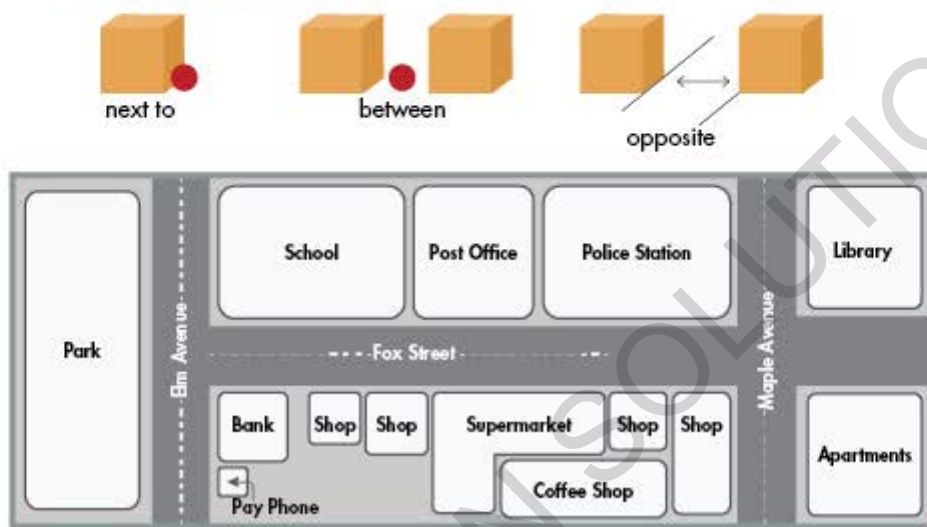 next to
between
opposite
School
Post Office
Police Station
Library
Park
Elm Avenue
Fox Street
Maple Avenue
Bank
Shop
Shop
Supermarket
Shop
Shop
Apartments
Coffee Shop
Pay Phone
N SOLUTIO